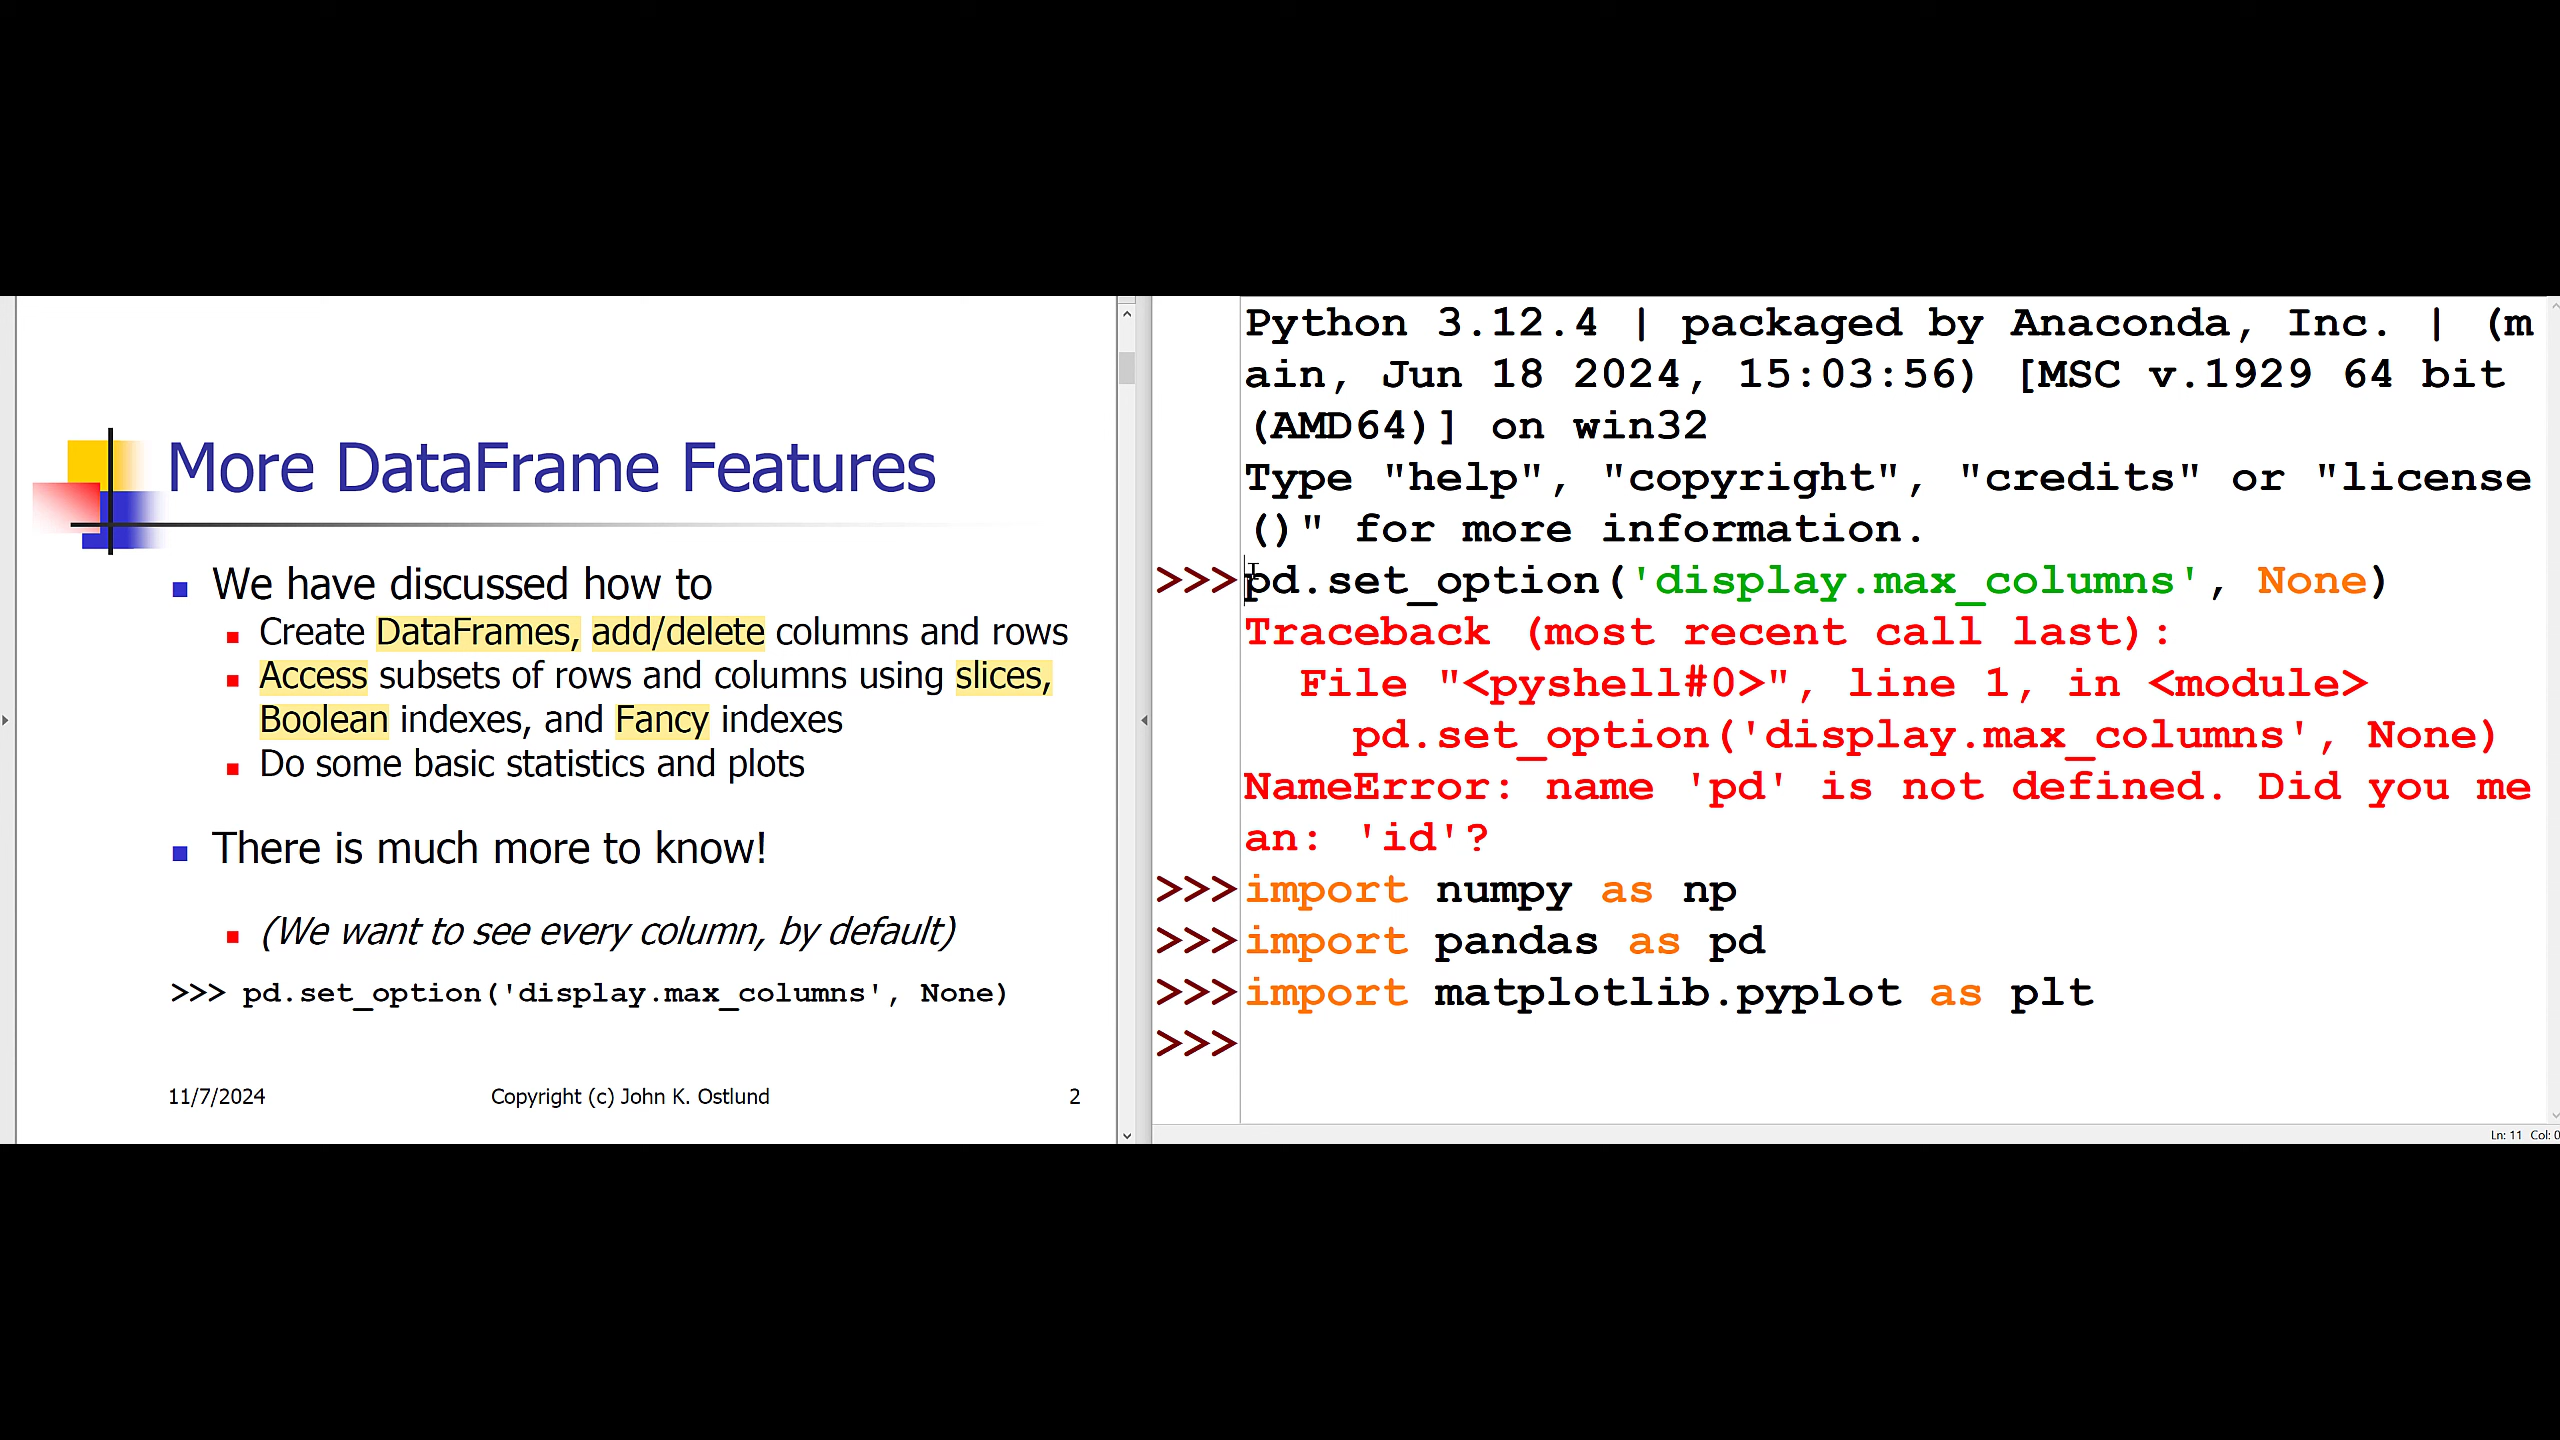 More DataFrame Features
We have discussed how to
Create DataFrames, add/delete columns and rows
Access subsets of rows and columns using slices,
Boolean indexes, and Fancy indexes
Do some basic statistics and plots
There is much more to know!
(We want to see every column, by default)
>>> pd.set_option('display.max_columns', None)
11/7/2024 Copyright (c) John K. Ostlund 2
Python 3.12.4 | packaged by Anaconda, Inc. | (m
ain, Jun 18 2024, 15:03:56) [MSC v.1929 64 bit
(AMD64)] on win32
Type "help", "copyright", "credits" or "license
()" for more information.
>>> pd.set_option('display.max_columns', None)
Traceback (most recent call last):
  File "<pyshell#0>", line 1, in <module>
    pd.set_option('display.max_columns', None)
NameError: name 'pd' is not defined. Did you me
an: 'id'?
>>> import numpy as np
>>> import pandas as pd
>>> import matplotlib.pyplot as plt
>>>
Ln: 11 Col: 0